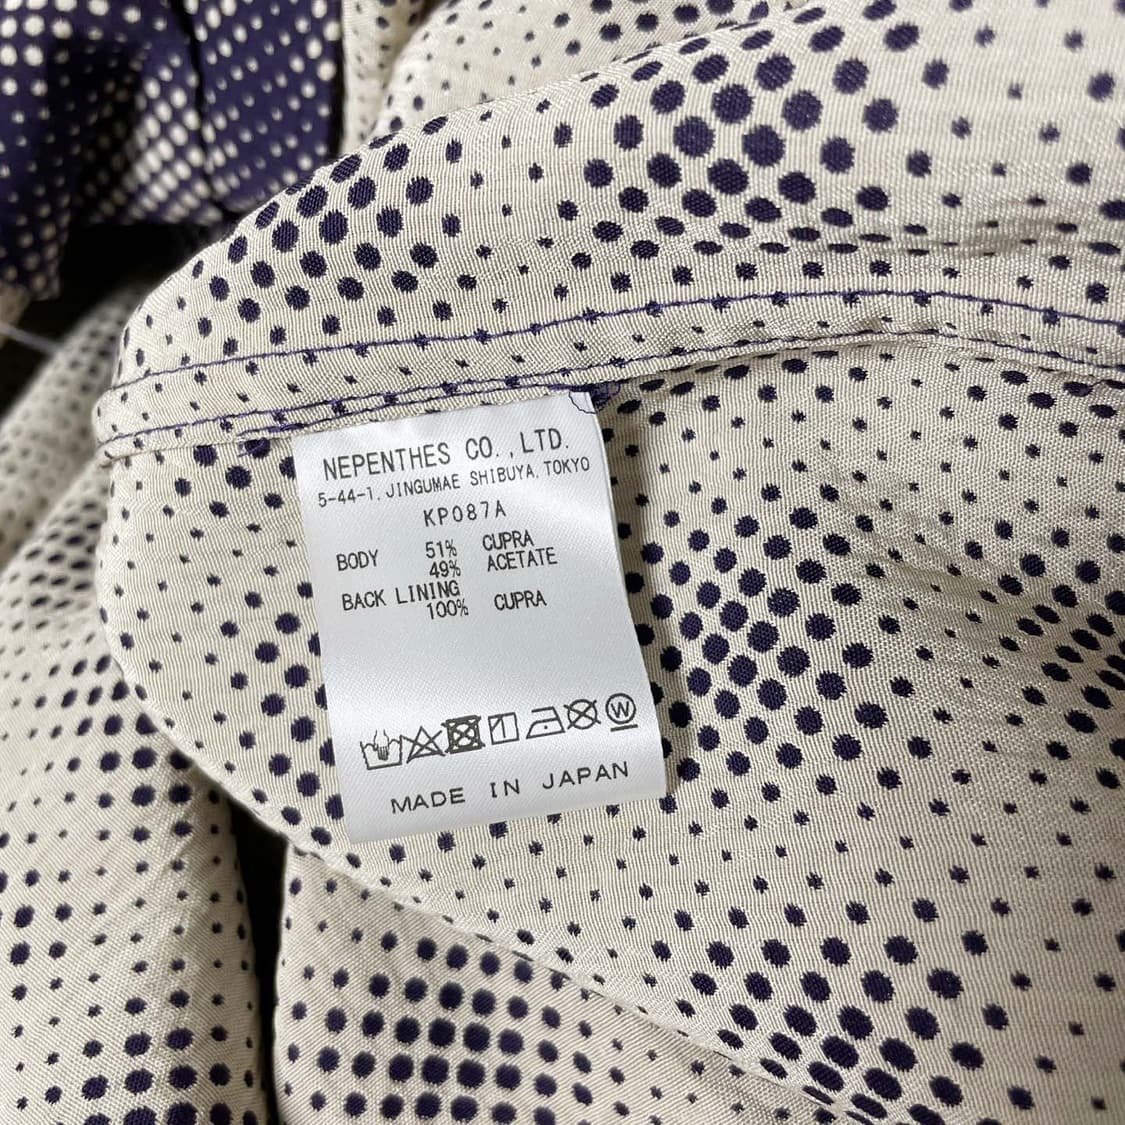 NEPENTHES CO.,LTD.
5-44-1, JINGUMAE SHIBUYA, TOKYO
KP087A
BODY 51% CUPRA
49% ACETATE
BACK LINING
100% CUPRA
W
MADE IN JAPAN